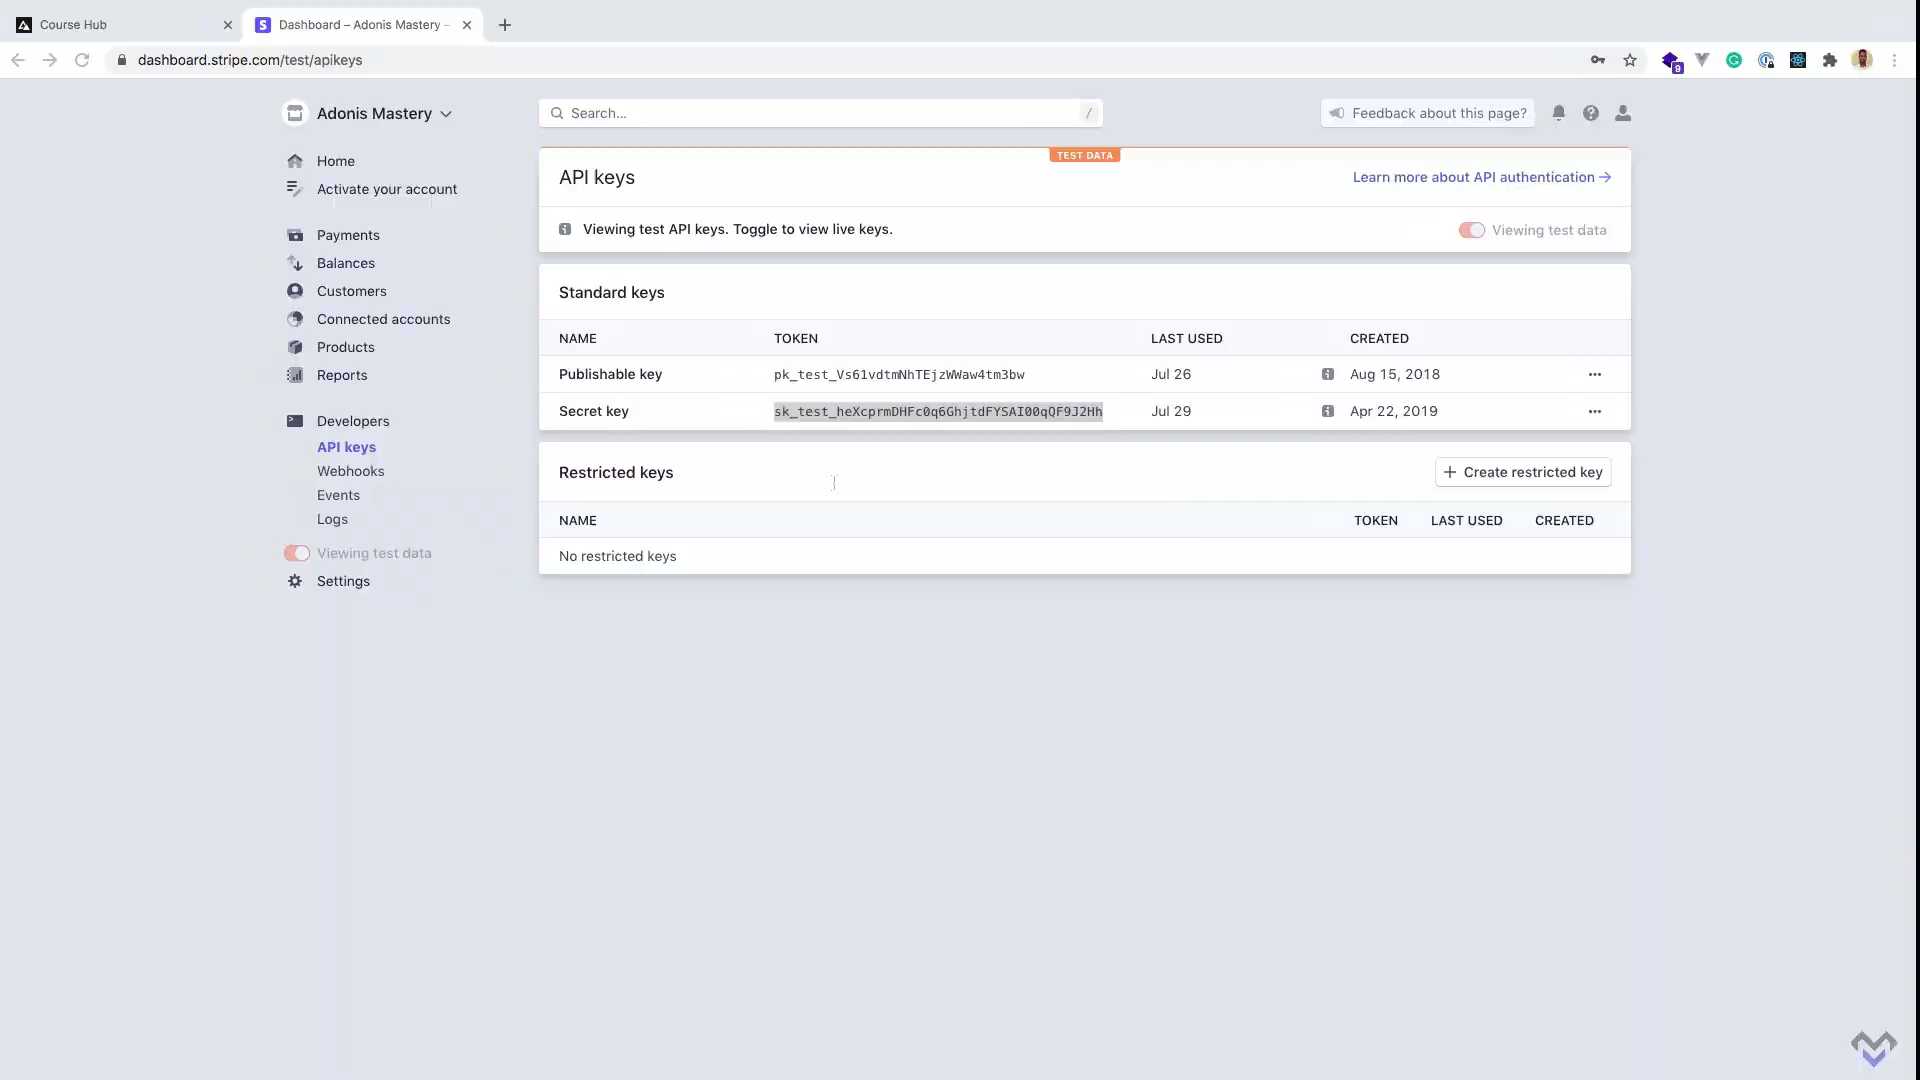 Course Hub
Dashboard – Adonis Mastery –
dashboard.stripe.com/test/apikeys
9
Adonis Mastery
Search...
/
Feedback about this page?
Home
Activate your account
Payments
Balances
Customers
Connected accounts
Products
Reports
Developers
API keys
Webhooks
Events
Logs
Viewing test data
Settings
TEST DATA
API keys
Learn more about API authentication →
Viewing test API keys. Toggle to view live keys.
Viewing test data
Standard keys
NAME TOKEN LAST USED CREATED
Publishable key pk_test_Vs61vdtmNhTEjzWWaw4tm3bw Jul 26 Aug 15, 2018
Secret key sk_test_heXcprmDHFc0q6GhjtdFYSAI00qQF9J2Hh Jul 29 Apr 22, 2019
Restricted keys
+ Create restricted key
NAME TOKEN LAST USED CREATED
No restricted keys